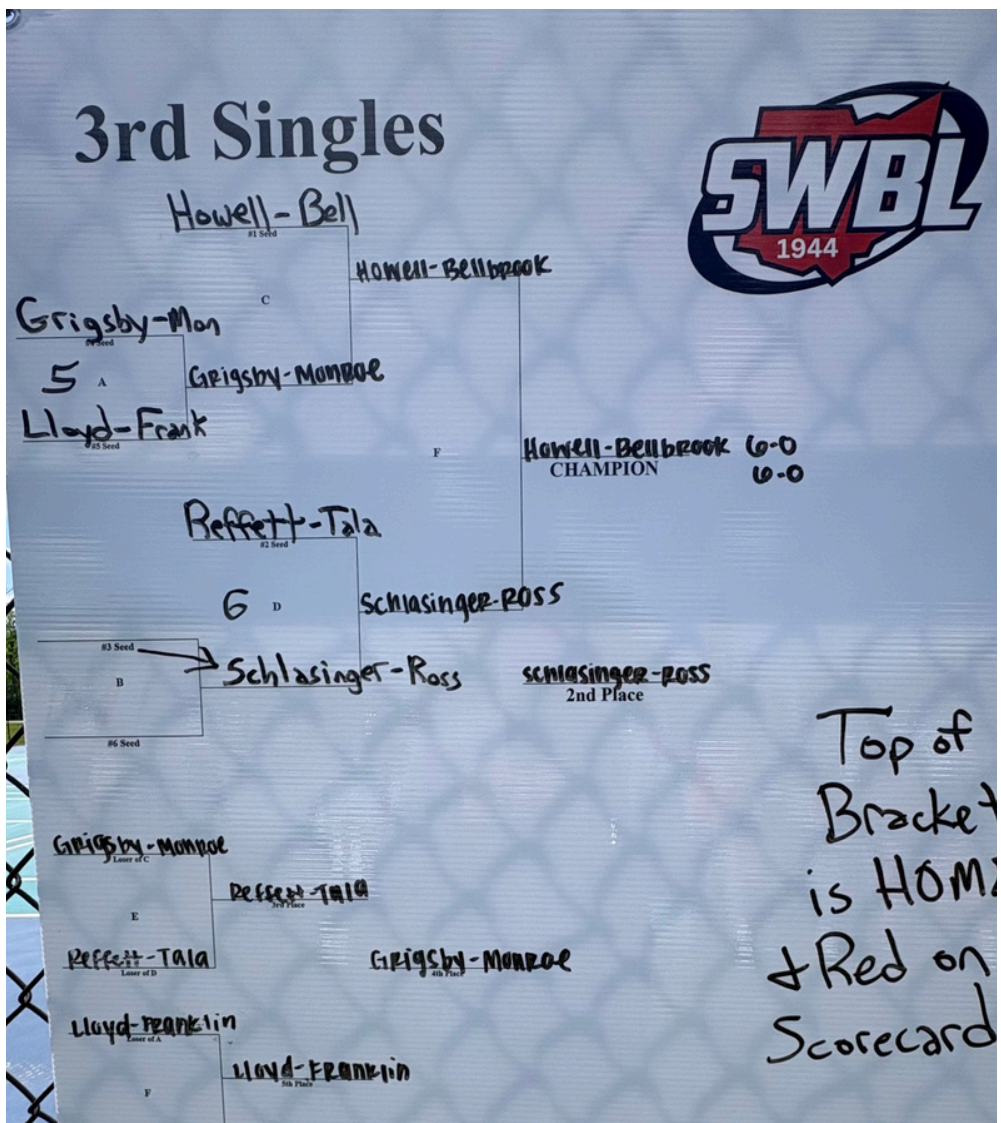 3rd Singles
SWBL
1944
Howell-Bell
#1 Seed
Howell-Bellbrook
C
Grigsby-Mon
#4 Seed
5 A
Grigsby-Monroe
Lloyd-Frank
#5 Seed
F
Howell-Bellbrook 6-0
CHAMPION 6-0
Reffett-Tala
#2 Seed
6 D
Schlasinger-Ross
#3 Seed
Schlasinger-Ross
B
Schlasinger-Ross
2nd Place
#6 Seed
Top of
Bracket
is HOME
+ Red on
Scorecard
Grigsby-Monroe
Loser of C
Reffett-Tala
3rd Place
E
Reffett-Tala
Loser of D
Grigsby-Monroe
4th Place
Lloyd-Franklin
Loser of A
Lloyd-Franklin
5th Place
F